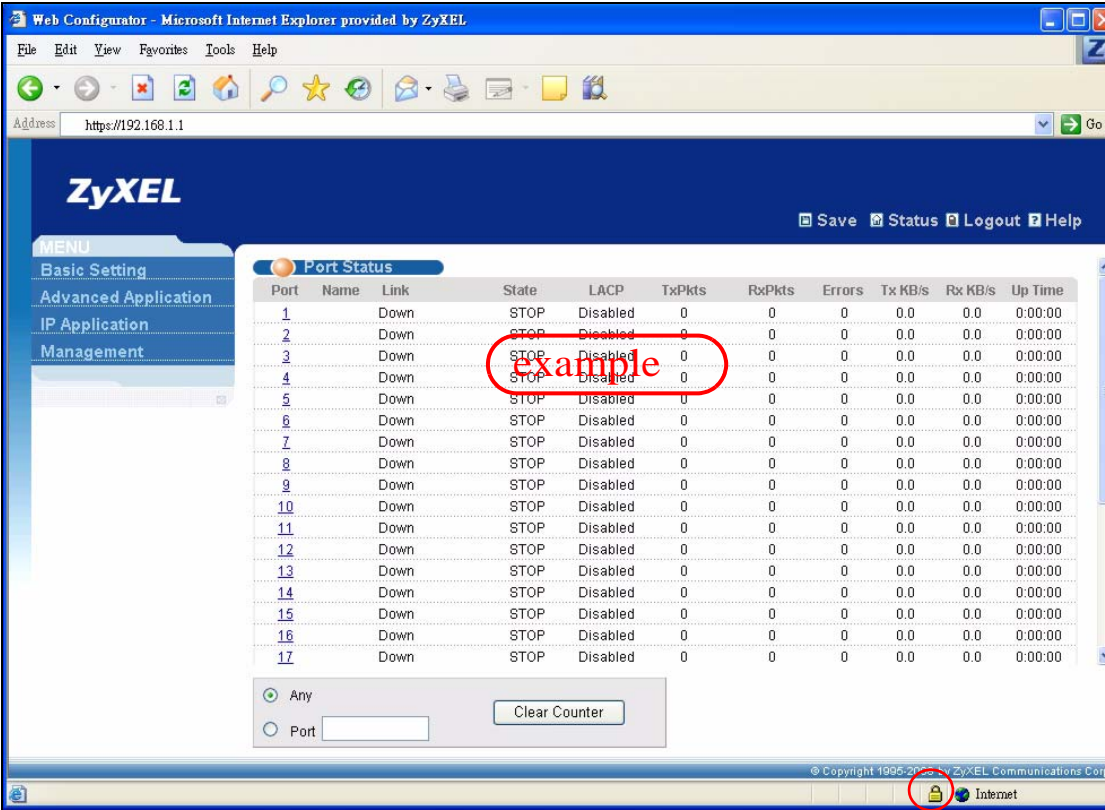 Web Configurator - Microsoft Internet Explorer provided by ZyXEL
File Edit View Favorites Tools Help
Address https://192.168.1.1 Go
ZyXEL
Save Status Logout Help
MENU
Basic Setting
Advanced Application
IP Application
Management
Port Status
Port Name Link State LACP TxPkts RxPkts Errors Tx KB/s Rx KB/s Up Time
1 Down STOP Disabled 0 0 0 0.0 0.0 0:00:00
2 Down STOP Disabled 0 0 0 0.0 0.0 0:00:00
3 Down STOP Disabled 0 0 0 0.0 0.0 0:00:00
example
4 Down STOP Disabled 0 0 0 0.0 0.0 0:00:00
5 Down STOP Disabled 0 0 0 0.0 0.0 0:00:00
6 Down STOP Disabled 0 0 0 0.0 0.0 0:00:00
7 Down STOP Disabled 0 0 0 0.0 0.0 0:00:00
8 Down STOP Disabled 0 0 0 0.0 0.0 0:00:00
9 Down STOP Disabled 0 0 0 0.0 0.0 0:00:00
10 Down STOP Disabled 0 0 0 0.0 0.0 0:00:00
11 Down STOP Disabled 0 0 0 0.0 0.0 0:00:00
12 Down STOP Disabled 0 0 0 0.0 0.0 0:00:00
13 Down STOP Disabled 0 0 0 0.0 0.0 0:00:00
14 Down STOP Disabled 0 0 0 0.0 0.0 0:00:00
15 Down STOP Disabled 0 0 0 0.0 0.0 0:00:00
16 Down STOP Disabled 0 0 0 0.0 0.0 0:00:00
17 Down STOP Disabled 0 0 0 0.0 0.0 0:00:00
Any
Port
Clear Counter
© Copyright by ZyXEL Communications Cor
Internet